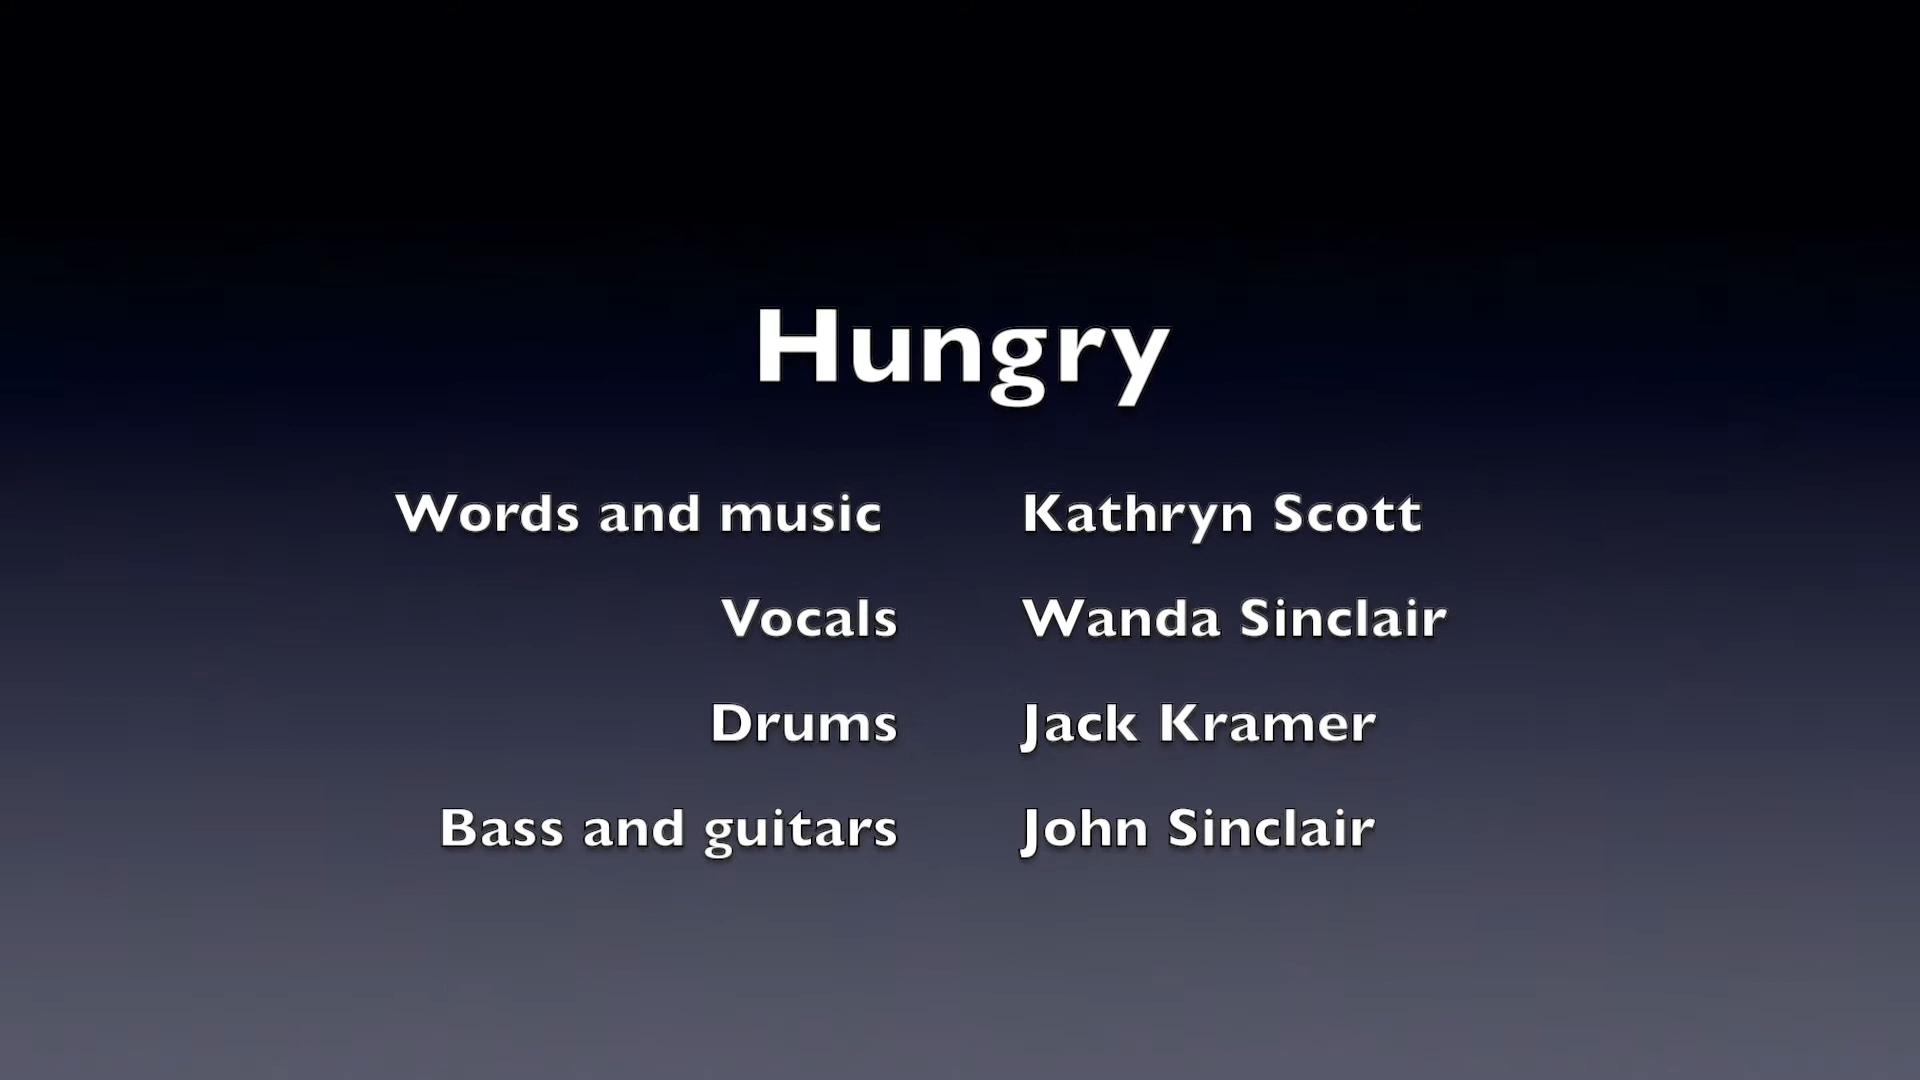 Hungry
Words and music Kathryn Scott
Vocals Wanda Sinclair
Drums Jack Kramer
Bass and guitars John Sinclair